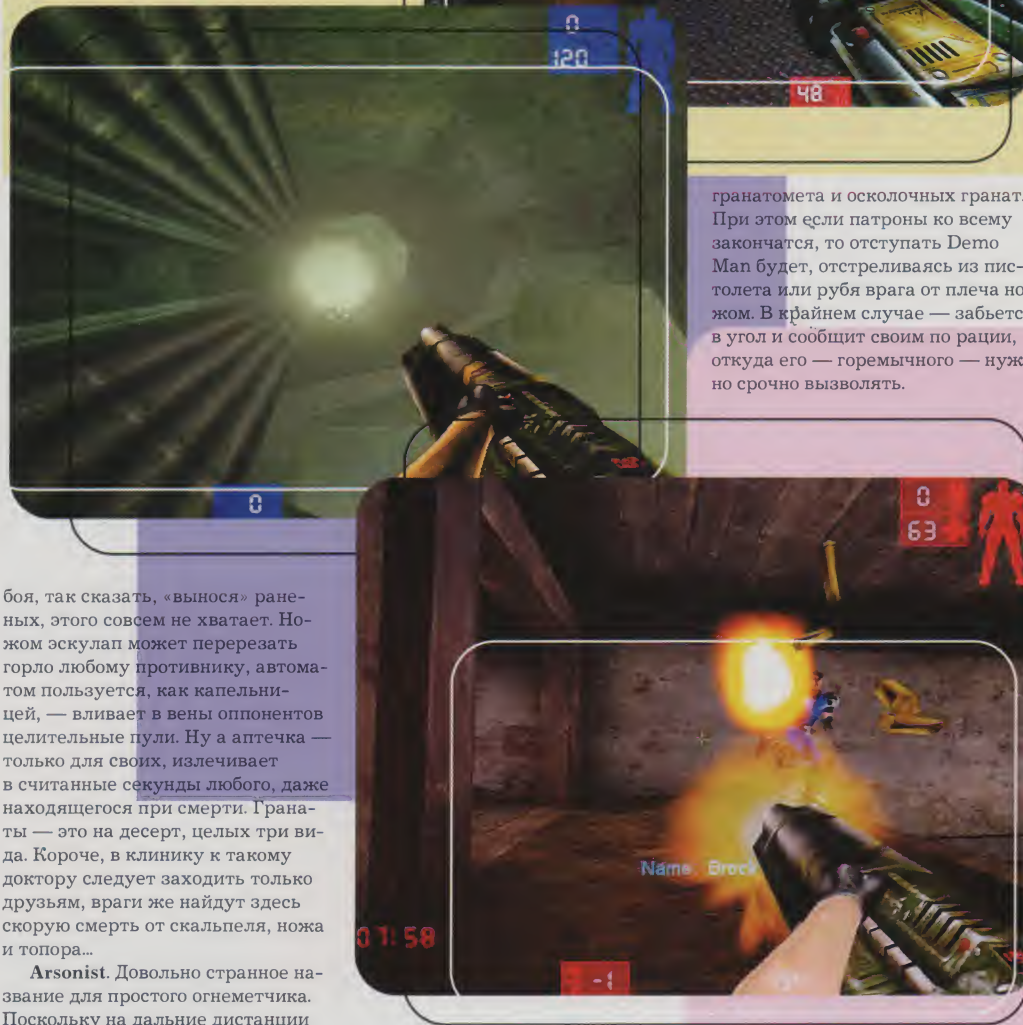 0
120
48
гранатомета и осколочных гранат.
При этом если патроны ко всему
закончатся, то отступать Demo
Man будет, отстреливаясь из пис-
толета или рубя врага от плеча но
жом. В крайнем случае — забьетс
в угол и сообщит своим по рации,
откуда его — горемычного — нуж
но срочно вызволять.
0
0
63
боя, так сказать, «вынося» ране-
ных, этого совсем не хватает. Но-
жом эскулап может перерезать
горло любому противнику, автома-
том пользуется, как капельни-
цей, — вливает в вены оппонентов
целительные пули. Ну а аптечка —
только для своих, излечивает
в считанные секунды любого, даже
находящегося при смерти. Грана-
ты — это на десерт, целых три ви-
да. Короче, в клинику к такому
доктору следует заходить только
друзьям, враги же найдут здесь
скорую смерть от скальпеля, ножа
и топора...
Arsonist. Довольно странное на-
звание для простого огнеметчика.
Поскольку на дальние дистанции
Name Brock
01:58
-1